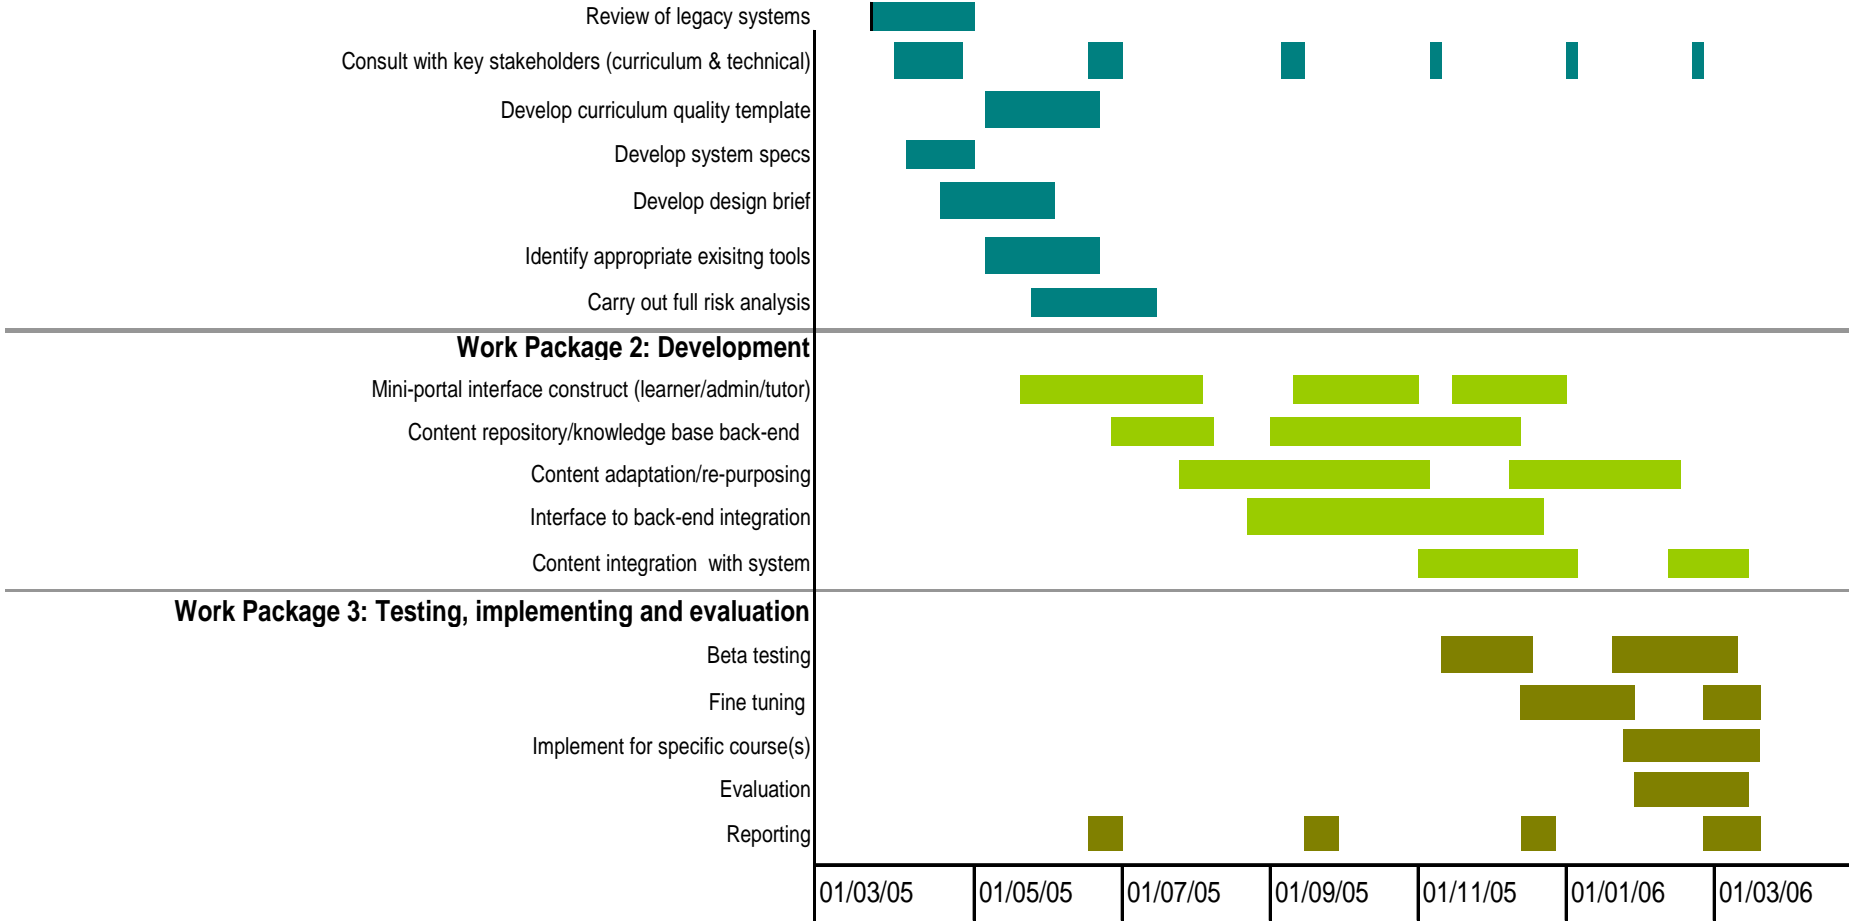 Review of legacy systems
Consult with key stakeholders (curriculum & technical)
Develop curriculum quality template
Develop system specs
Develop design brief
Identify appropriate exisitng tools
Carry out full risk analysis
Work Package 2: Development
Mini-portal interface construct (learner/admin/tutor)
Content repository/knowledge base back-end
Content adaptation/re-purposing
Interface to back-end integration
Content integration with system
Work Package 3: Testing, implementing and evaluation
Beta testing
Fine tuning
Implement for specific course(s)
Evaluation
Reporting
01/03/05 01/05/05 01/07/05 01/09/05 01/11/05 01/01/06 01/03/06